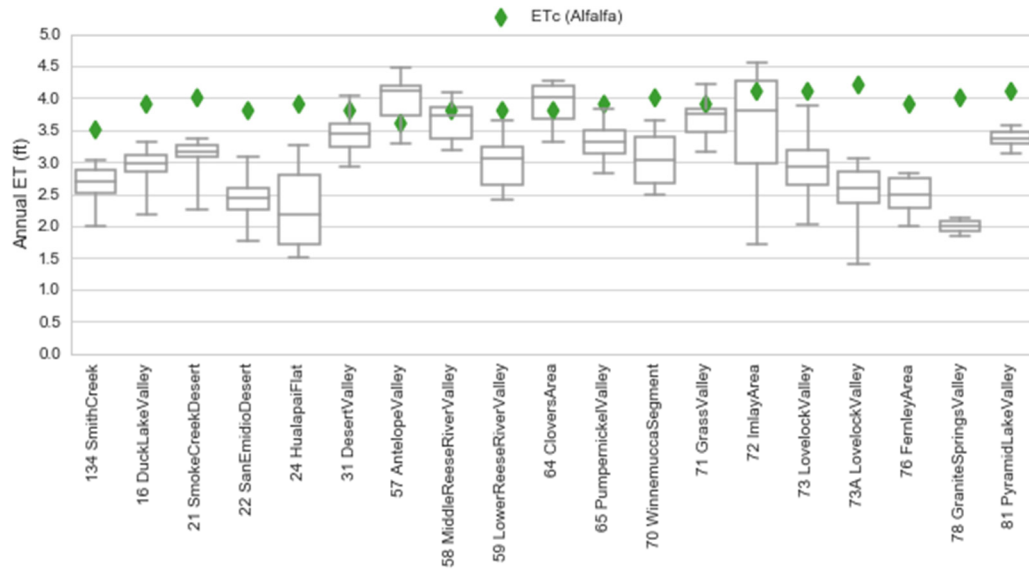 ETc (Alfalfa)
Annual ET (ft)
5.0
4.5
4.0
3.5
3.0
2.5
2.0
1.5
1.0
0.5
0.0
134 SmithCreek
16 DuckLakeValley
21 SmokeCreekDesert
22 SanEmidioDesert
24 HualapaiFlat
31 DesertValley
57 AntelopeValley
58 MiddleReeseRiverValley
59 LowerReeseRiverValley
64 CloversArea
65 PumpernickelValley
70 WinnemuccaSegment
71 GrassValley
72 ImlayArea
73 LovelockValley
73A LovelockValley
76 FernleyArea
78 GraniteSpringsValley
81 PyramidLakeValley